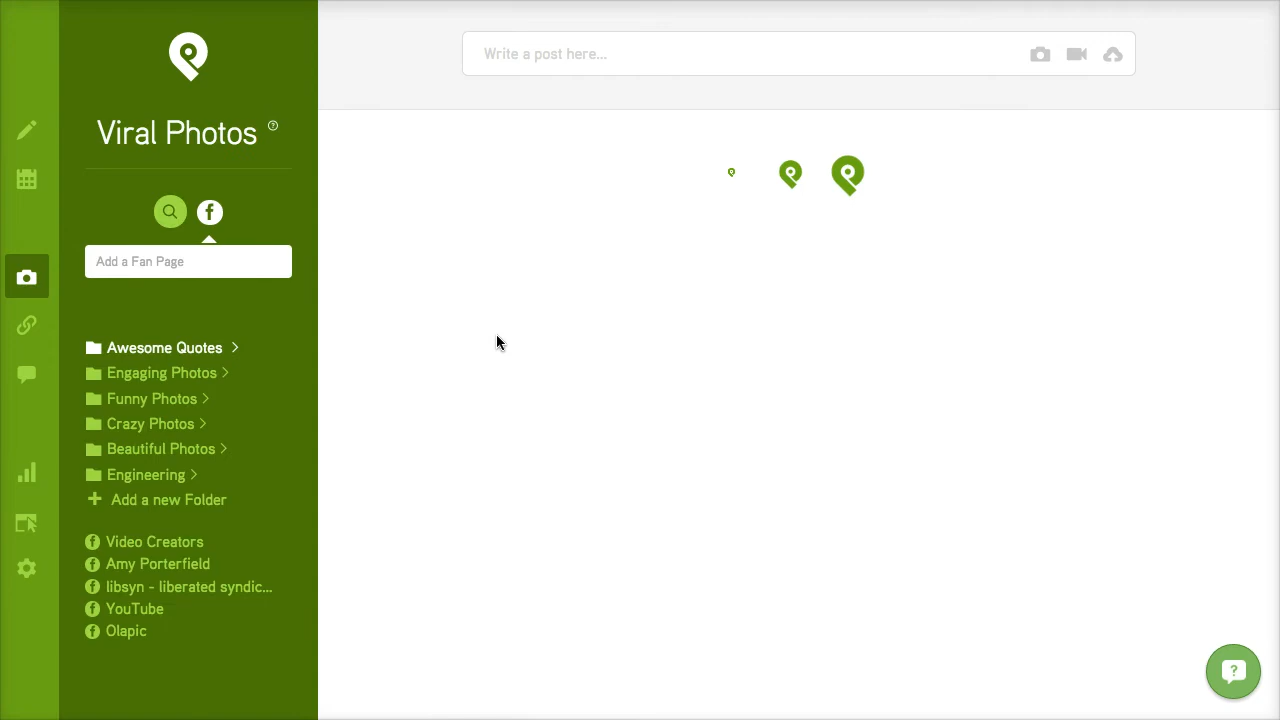 Write a post here...
Viral Photos
Add a Fan Page
Awesome Quotes
Engaging Photos
Funny Photos
Crazy Photos
Beautiful Photos
Engineering
Add a new Folder
Video Creators
Amy Porterfield
libsyn - liberated syndic...
YouTube
Olapic